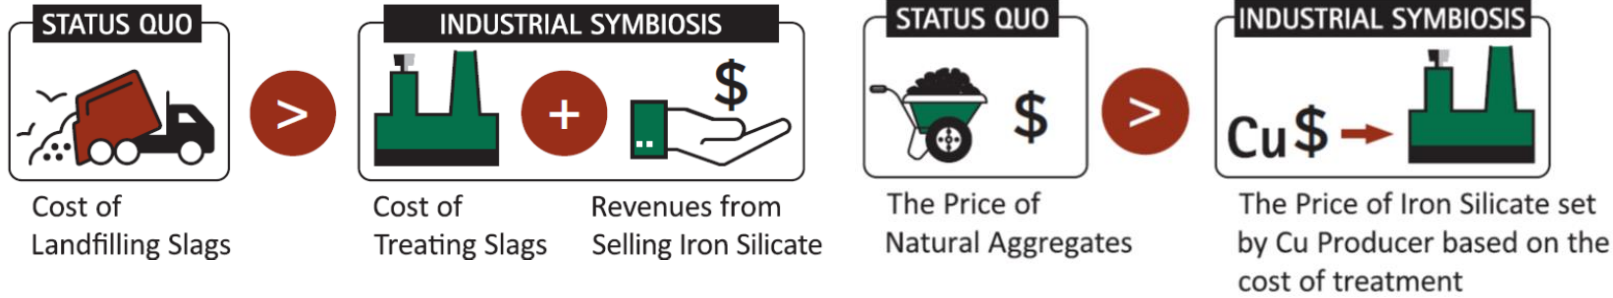 STATUS QUO
>
INDUSTRIAL SYMBIOSIS
+
$
Cost of
Landfilling Slags
Cost of
Treating Slags
Revenues from
Selling Iron Silicate
STATUS QUO
$
>
INDUSTRIAL SYMBIOSIS
Cu $
The Price of
Natural Aggregates
The Price of Iron Silicate set
by Cu Producer based on the
cost of treatment